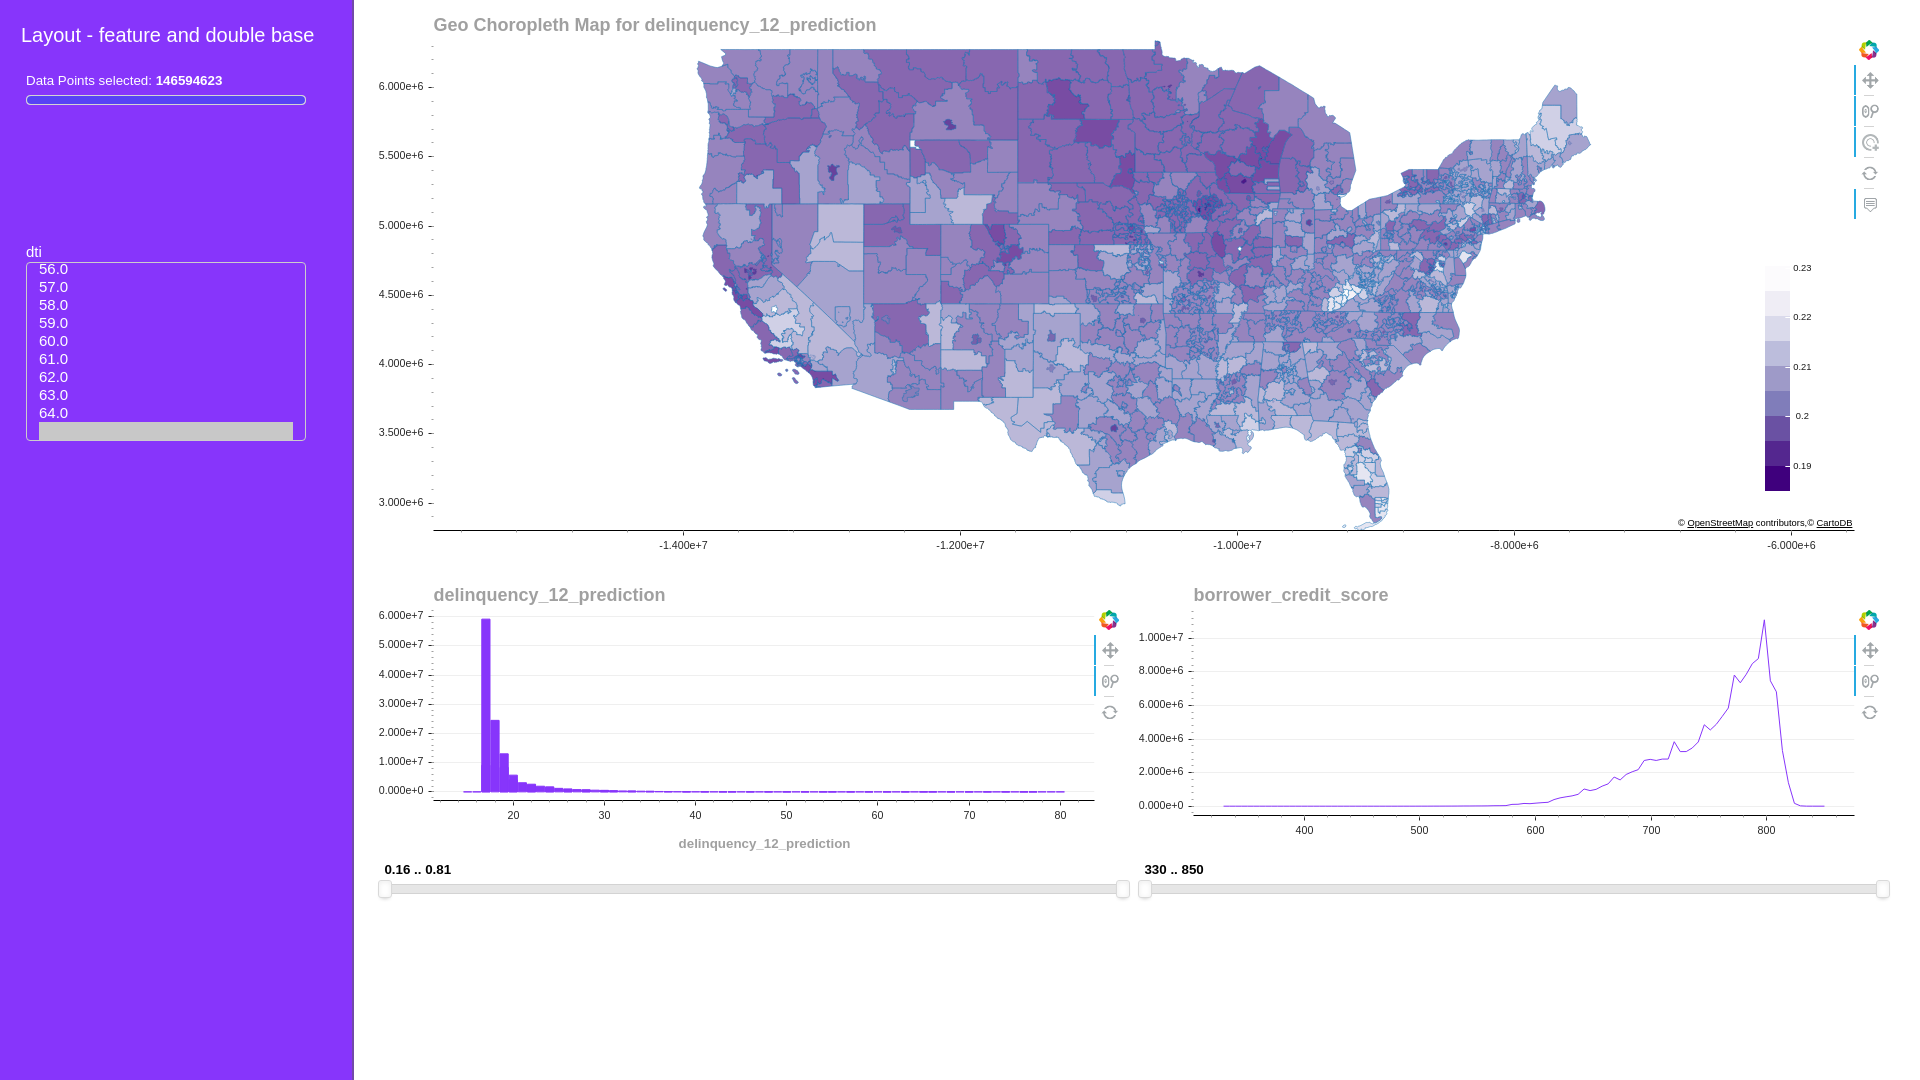 Layout - feature and double base
Data Points selected: 146594623
dti
56.0
57.0
58.0
59.0
60.0
61.0
62.0
63.0
64.0
Geo Choropleth Map for delinquency_12_prediction
6.000e+6
5.500e+6
5.000e+6
4.500e+6
4.000e+6
3.500e+6
3.000e+6
0.23
0.22
0.21
0.2
0.19
© OpenStreetMap contributors,© CartoDB
-1.400e+7 -1.200e+7 -1.000e+7 -8.000e+6 -6.000e+6
delinquency_12_prediction
6.000e+7
5.000e+7
4.000e+7
3.000e+7
2.000e+7
1.000e+7
0.000e+0
20 30 40 50 60 70 80
delinquency_12_prediction
0.16 .. 0.81
borrower_credit_score
1.000e+7
8.000e+6
6.000e+6
4.000e+6
2.000e+6
0.000e+0
400 500 600 700 800
330 .. 850